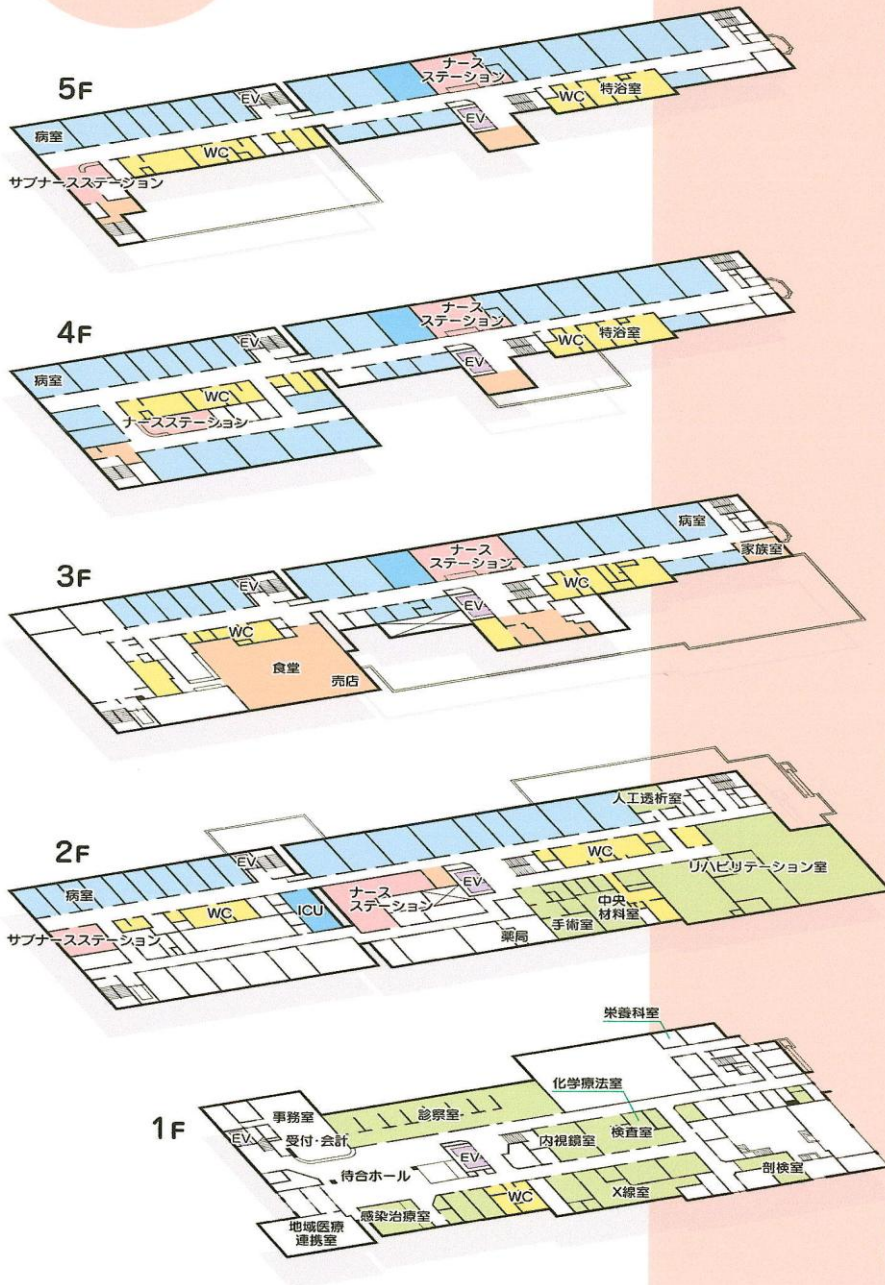 5F
ナース
ステーション
EV
WC
特浴室
EV
病室
WC
サブナースステーション
4F
ナース
ステーション
EV
WC
特浴室
EV
病室
WC
ナースステーション
3F
ナース
ステーション
病室
家族室
EV
WC
EV
WC
食堂
売店
2F
人工透析室
EV
WC
リハビリテーション室
病室
ICU
ナース
ステーション
EV
中央
材料室
WC
サブナースステーション
薬局
手術室
1F
栄養科室
化学療法室
事務室
診察室
EV
受付・会計
内視鏡室
検査室
待合ホール
EV
剖検室
WC
X線室
感染治療室
地域医療
連携室